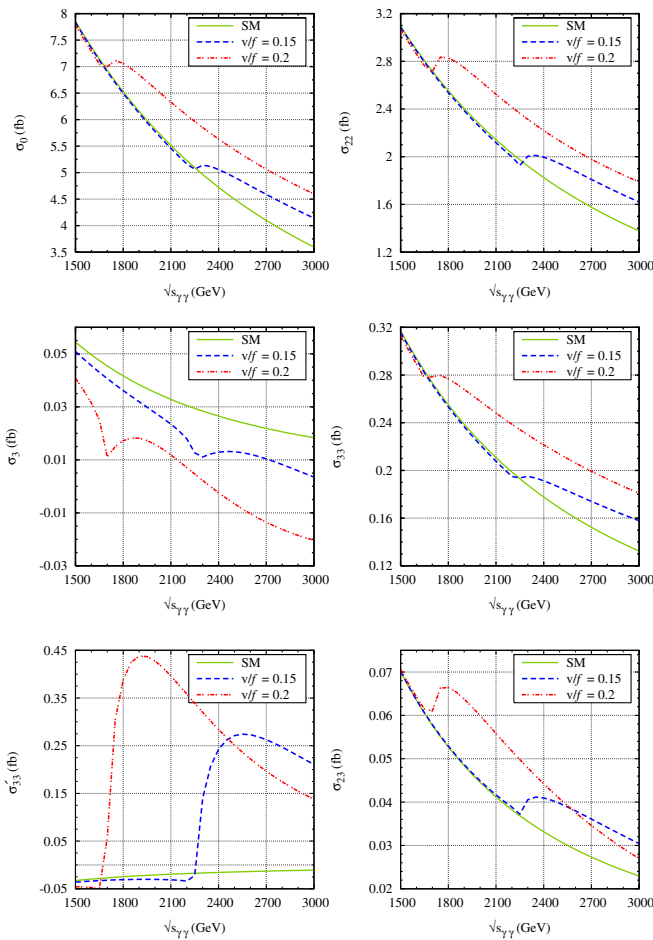 8
7.5
7
6.5
6
5.5
5
4.5
4
3.5
σ0 (fb)
SM
v/f = 0.15
v/f = 0.2
1500 1800 2100 2400 2700 3000
√sγγ (GeV)
3.2
2.8
2.4
2
1.6
1.2
σ22 (fb)
SM
v/f = 0.15
v/f = 0.2
1500 1800 2100 2400 2700 3000
√sγγ (GeV)
0.05
0.03
0.01
-0.01
-0.03
σ3 (fb)
SM
v/f = 0.15
v/f = 0.2
1500 1800 2100 2400 2700 3000
√sγγ (GeV)
0.32
0.28
0.24
0.2
0.16
0.12
σ33 (fb)
SM
v/f = 0.15
v/f = 0.2
1500 1800 2100 2400 2700 3000
√sγγ (GeV)
0.45
0.35
0.25
0.15
0.05
-0.05
σ′33 (fb)
SM
v/f = 0.15
v/f = 0.2
1500 1800 2100 2400 2700 3000
√sγγ (GeV)
0.07
0.06
0.05
0.04
0.03
0.02
σ23 (fb)
SM
v/f = 0.15
v/f = 0.2
1500 1800 2100 2400 2700 3000
√sγγ (GeV)